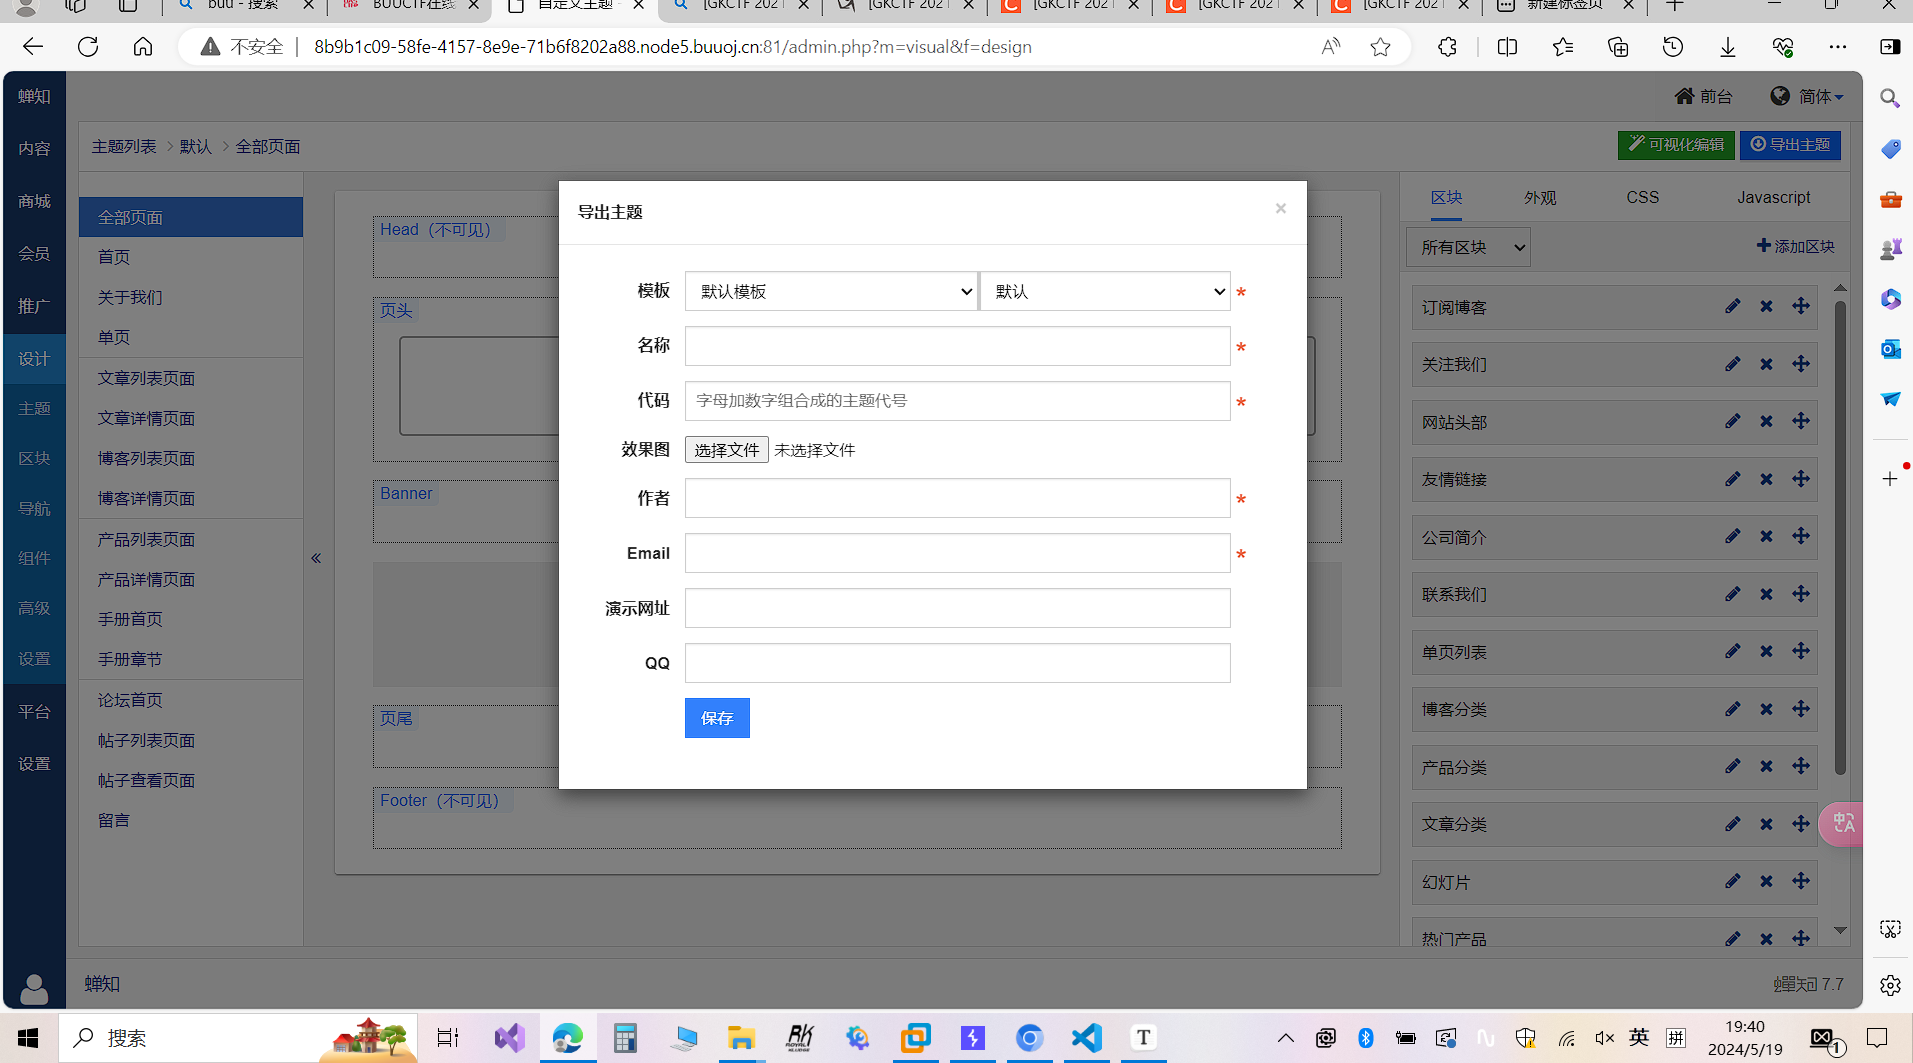 buu - 搜索
BUUCTF在线
自定义主题 -
[GKCTF 2021
[GKCTF 2021
[GKCTF 2021
[GKCTF 2021
[GKCTF 2021
新建标签页
不安全
8b9b1c09-58fe-4157-8e9e-71b6f8202a88.node5.buuoj.cn:81/admin.php?m=visual&f=design
蝉知
前台
简体
内容
商城
会员
推广
设计
主题
区块
导航
组件
高级
设置
平台
设置
主题列表 > 默认 > 全部页面
可视化编辑
导出主题
全部页面
首页
关于我们
单页
文章列表页面
文章详情页面
博客列表页面
博客详情页面
产品列表页面
产品详情页面
手册首页
手册章节
论坛首页
帖子列表页面
帖子查看页面
留言
Head（不可见）
页头
Banner
页尾
Footer（不可见）
导出主题
×
模板
默认模板
默认
*
名称
*
代码
字母加数字组合成的主题代号
*
效果图
选择文件 未选择文件
作者
*
Email
*
演示网址
QQ
保存
区块
外观
CSS
Javascript
所有区块
添加区块
订阅博客
关注我们
网站头部
友情链接
公司简介
联系我们
单页列表
博客分类
产品分类
文章分类
幻灯片
热门产品
蝉知
蝉知 7.7
搜索
英
拼
19:40
2024/5/19
1